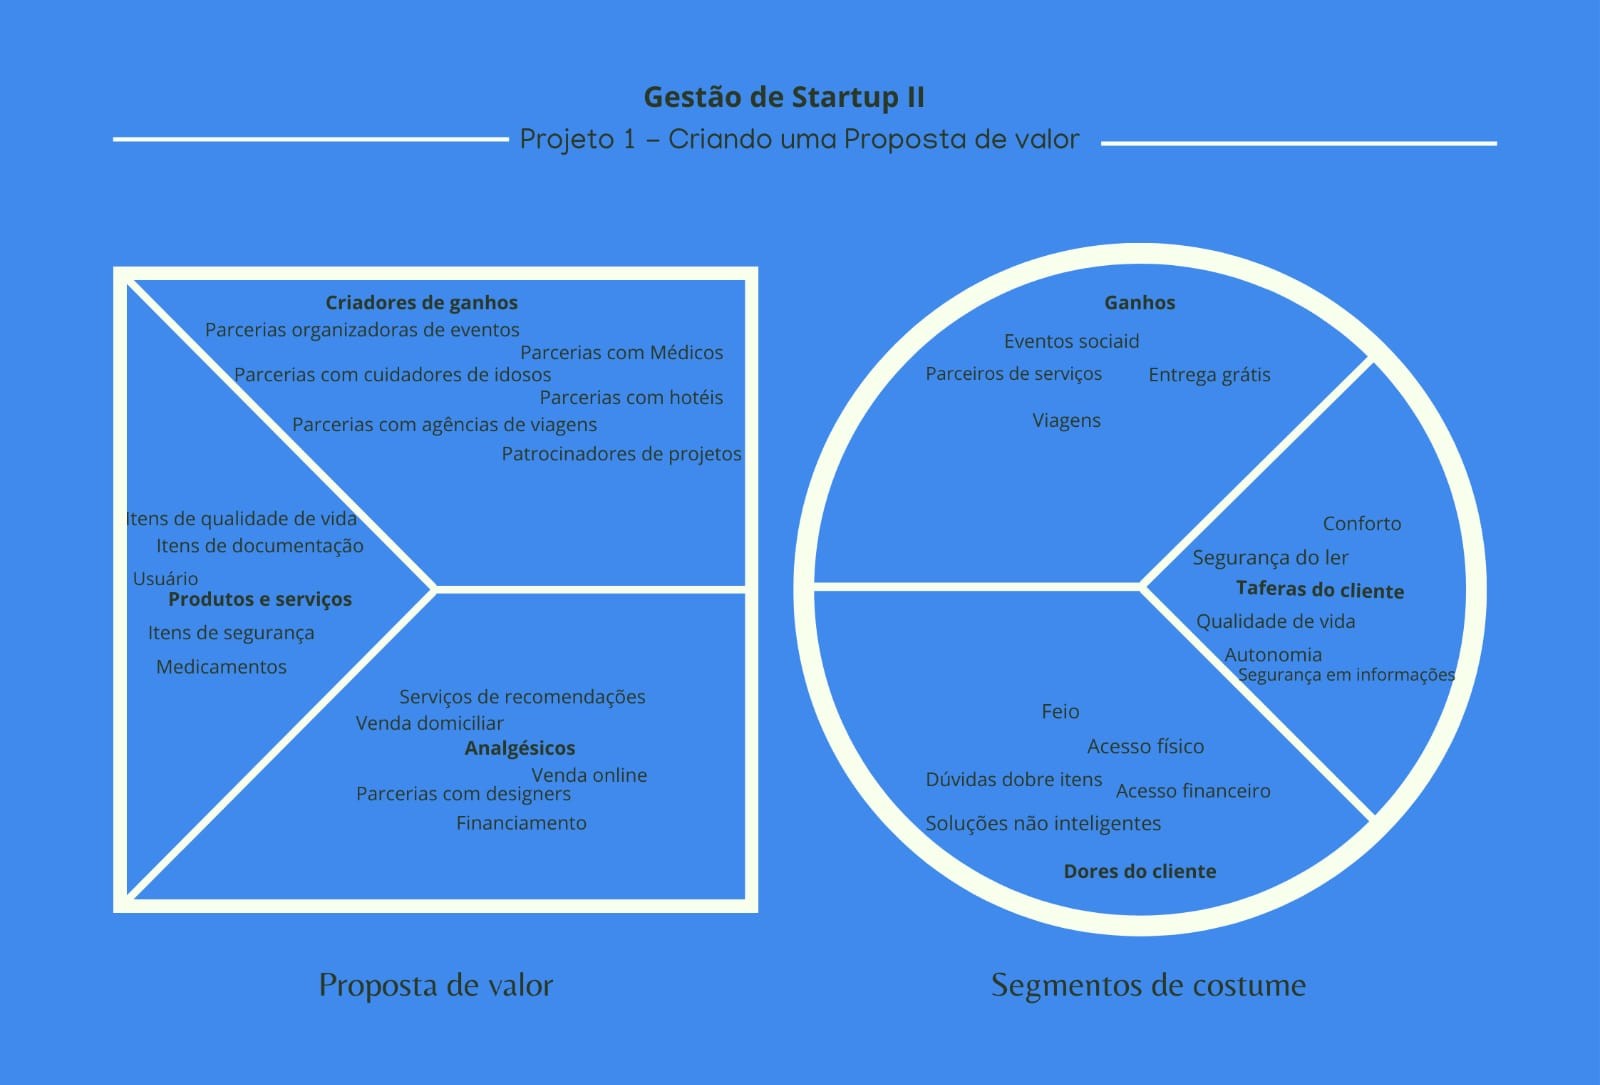 Gestão de Startup II
Projeto 1 – Criando uma Proposta de valor
Criadores de ganhos
Parcerias organizadoras de eventos
Parcerias com Médicos
Parcerias com cuidadores de idosos
Parcerias com hotéis
Parcerias com agências de viagens
Patrocinadores de projetos
Itens de qualidade de vida
Itens de documentação
Usuário
Produtos e serviços
Itens de segurança
Medicamentos
Serviços de recomendações
Venda domiciliar
Analgésicos
Venda online
Parcerias com designers
Financiamento
Proposta de valor
Ganhos
Eventos sociaid
Parceiros de serviços
Entrega grátis
Viagens
Conforto
Segurança do ler
Taferas do cliente
Qualidade de vida
Autonomia
Segurança em informações
Feio
Acesso físico
Dúvidas dobre itens
Acesso financeiro
Soluções não inteligentes
Dores do cliente
Segmentos de costume